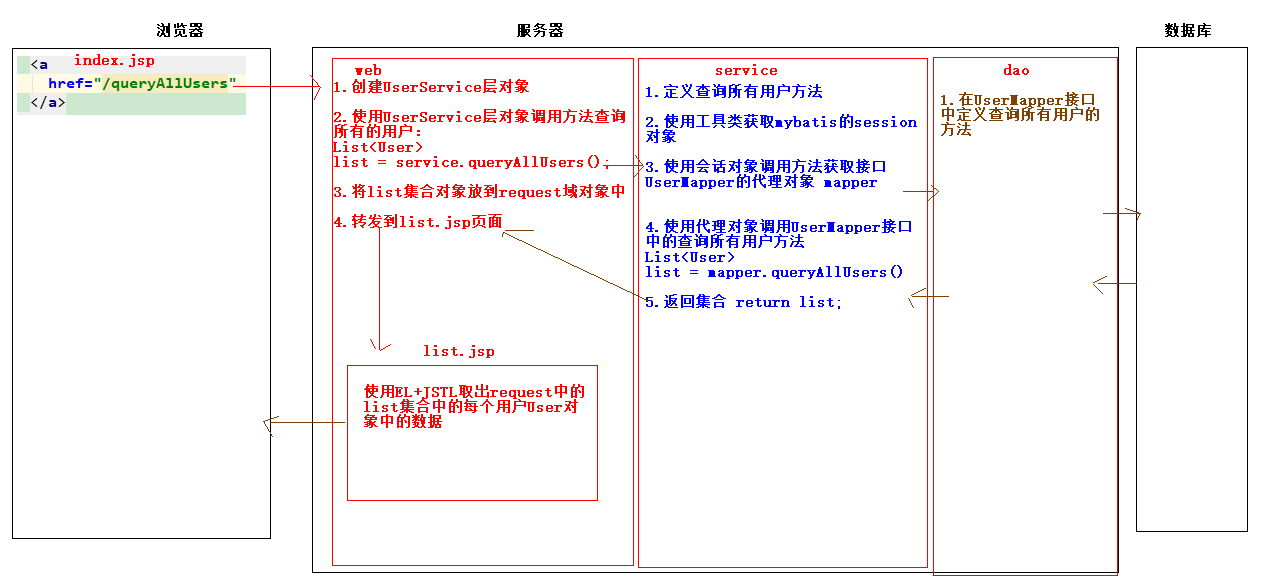 浏览器
服务器
数据库
index.jsp
<a
href="/queryAllUsers"
</a>
web
1.创建UserService层对象
2.使用UserService层对象调用方法查询
所有的用户：
List<User>
list = service.queryAllUsers();
3.将list集合对象放到request域对象中
4.转发到list.jsp页面
list.jsp
使用EL+JSTL取出request中的
list集合中的每个用户User对
象中的数据
service
1.定义查询所有用户方法
2.使用工具类获取mybatis的session
对象
3.使用会话对象调用方法获取接口
UserMapper的代理对象 mapper
4.使用代理对象调用UserMapper接口
中的查询所有用户方法
List<User>
list = mapper.queryAllUsers()
5.返回集合 return list;
dao
1.在UserMapper接口
中定义查询所有用户的
方法